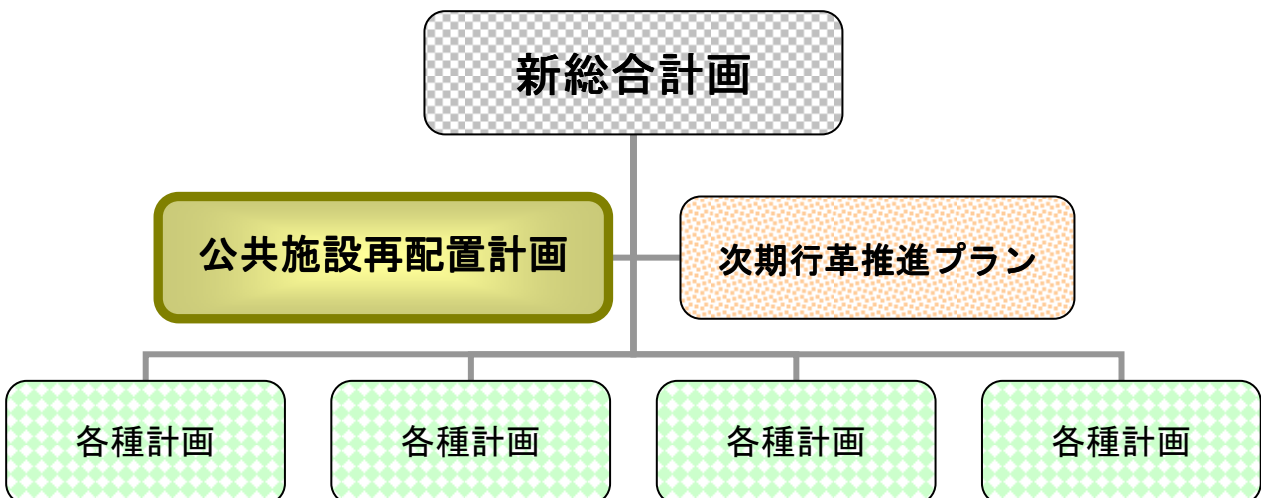 新総合計画
公共施設再配置計画
次期行革推進プラン
各種計画
各種計画
各種計画
各種計画